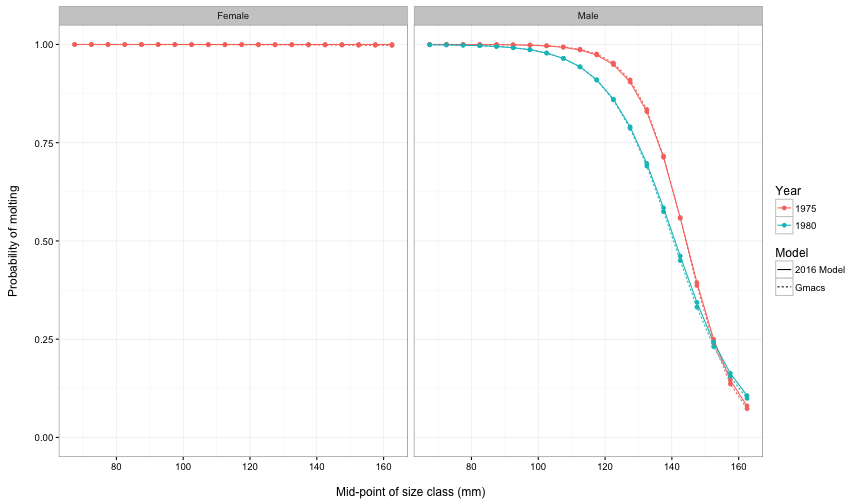 Female
Male
Probability of molting
1.00
0.75
0.50
0.25
0.00
80
100
120
140
160
80
100
120
140
160
Mid-point of size class (mm)
Year
1975
1980
Model
2016 Model
Gmacs